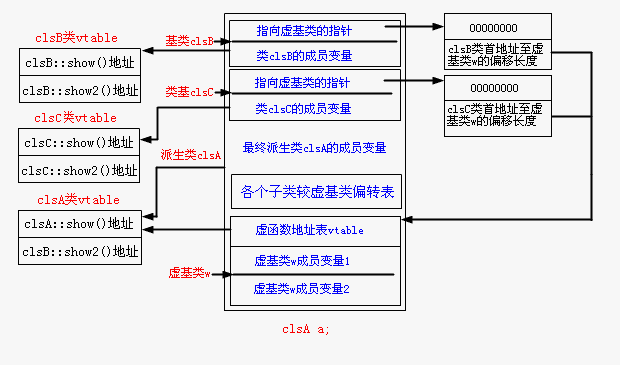 clsB类vtable
clsB::show()地址
clsB::show2()地址
clsC类vtable
clsC::show()地址
clsC::show2()地址
派生类clsA
clsA类vtable
clsA::show()地址
clsB::show2()地址
基类clsB
类基clsC
虚基类w
指向虚基类的指针
类clsB的成员变量
指向虚基类的指针
类clsC的成员变量
最终派生类clsA的成员变量
各个子类较虚基类偏转表
虚函数地址表vtable
虚基类w成员变量1
虚基类w成员变量2
clsA a;
00000000
clsB类首地址至虚
基类w的偏移长度
00000000
clsC类首地址至虚
基类w的偏移长度